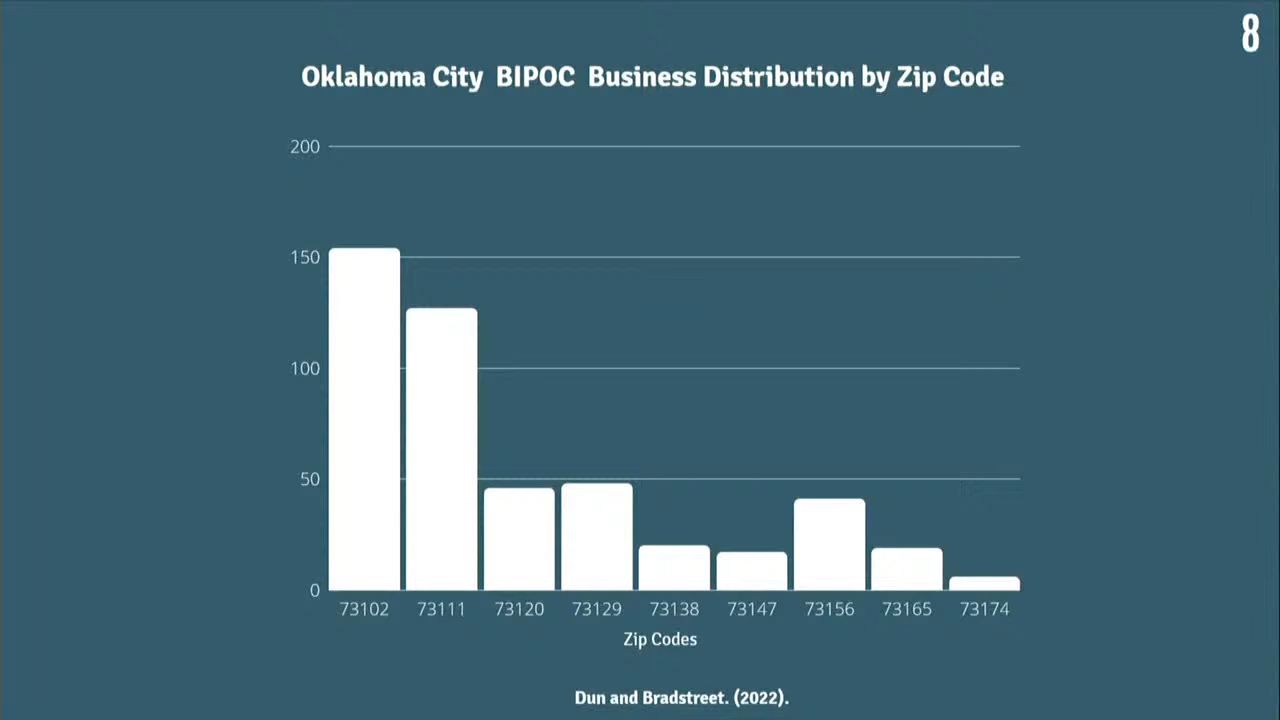 8
Oklahoma City BIPOC Business Distribution by Zip Code
200
150
100
50
0
73102 73111 73120 73129 73138 73147 73156 73165 73174
Zip Codes
Dun and Bradstreet. (2022).